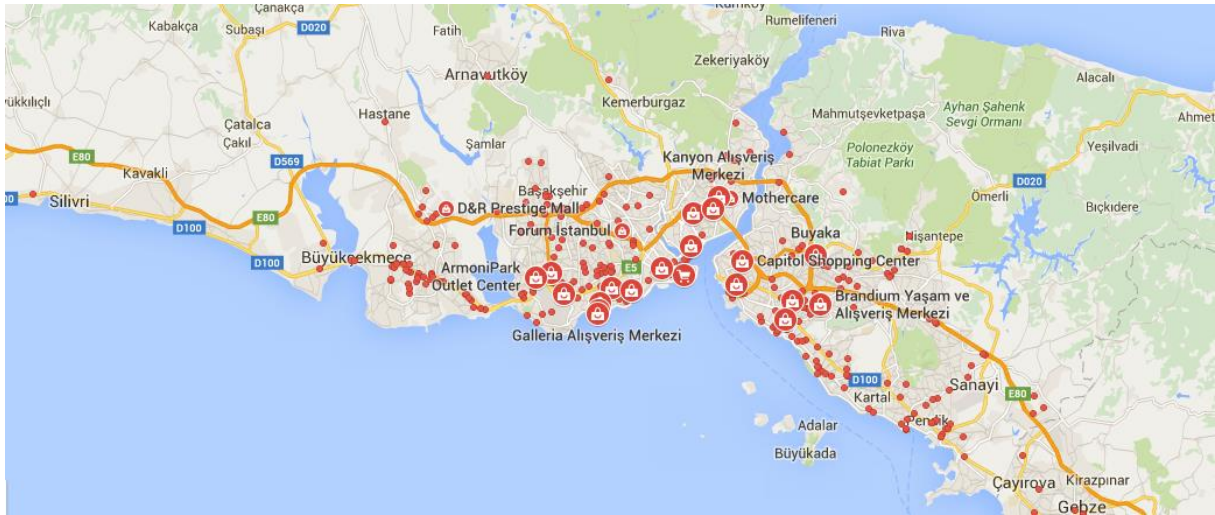 Kabakça
Çanakça
Subaşı
D020
Fatih
Rumelifeneri
Riva
Zekeriyaköy
Arnavutköy
Alacalı
Kemerburgaz
Hastane
Mahmutşevketpaşa
Ayhan Şahenk
Sevgi Ormanı
Çatalca
Çakıl
Şamlar
D569
E80
Kavakli
Polonezköy
Tabiat Parkı
Yeşilvadi
Kanyon Alışveriş
Merkezi
D020
Silivri
Başakşehir
Mothercare
Ömerli
Bıçkıdere
D&R Prestige Mall
E80
D100
Forum İstanbul
Buyaka
Nişantepe
D100
Büyükçekmece
ArmoniPark
Outlet Center
E5
Capitol Shopping Center
Brandium Yaşam ve
Alışveriş Merkezi
Galleria Alışveriş Merkezi
D100
Kartal
Sanayi
E80
Pendik
Adalar
Büyükada
Çayırova
Kirazpınar
Gebze